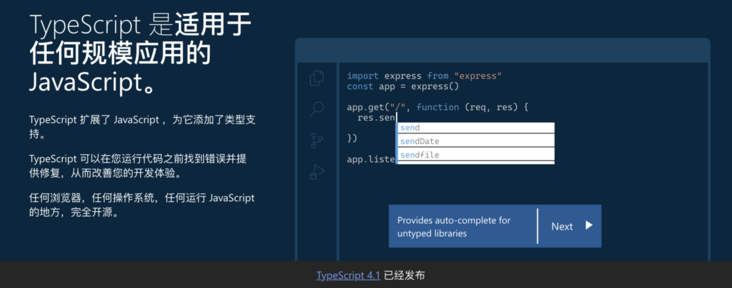 TypeScript 是适用于
任何规模应用的
JavaScript。
TypeScript 扩展了 JavaScript ，为它添加了类型支
持。
TypeScript 可以在您运行代码之前找到错误并提
供修复，从而改善您的开发体验。
任何浏览器，任何操作系统，任何运行 JavaScript
的地方，完全开源。
import express from "express"
const app = express()
app.get("/", function (req, res) {
res.sen
send
sendDate
sendfile
})
app.liste
Provides auto-complete for
untyped libraries
Next
TypeScript 4.1 已经发布